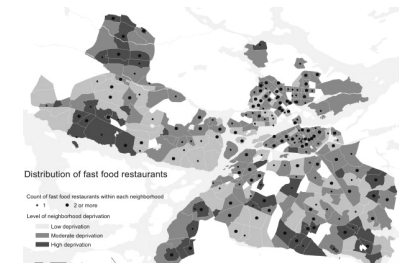 Distribution of fast food restaurants
Count of fast food restaurants within each neighborhood
1 2 or more
Level of neighborhood deprivation
Low deprivation
Moderate deprivation
High deprivation